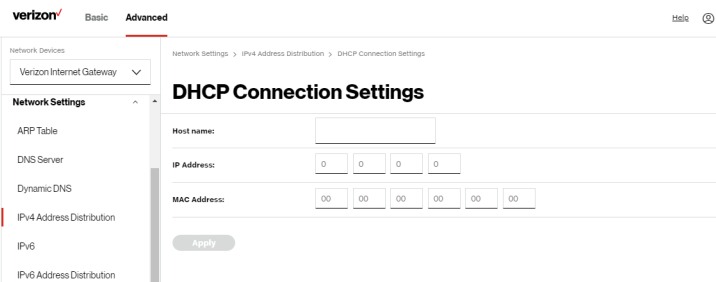 verizon✓
Basic
Advanced
Help
Network Devices
Verizon Internet Gateway
Network Settings
ARP Table
DNS Server
Dynamic DNS
IPv4 Address Distribution
IPv6
IPv6 Address Distribution
Network Settings > IPv4 Address Distribution > DHCP Connection Settings
DHCP Connection Settings
Host name:
IP Address: 0 0 0 0
MAC Address: 00 00 00 00 00 00
Apply